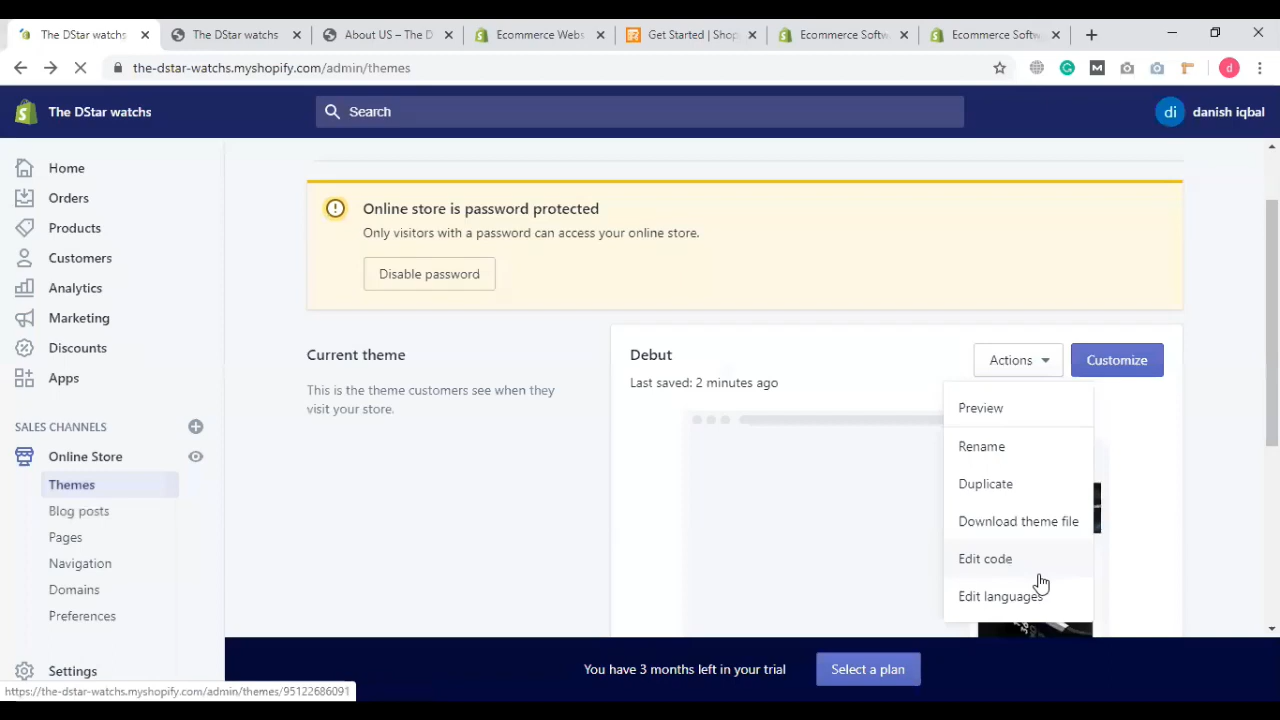 The DStar watchs
The DStar watchs
About US – The D
Ecommerce Webs
Get Started | Shop
Ecommerce Softw
Ecommerce Softw
the-dstar-watchs.myshopify.com/admin/themes
d
The DStar watchs
Search
di
danish iqbal
Home
Orders
Products
Customers
Analytics
Marketing
Discounts
Apps
SALES CHANNELS
Online Store
Themes
Blog posts
Pages
Navigation
Domains
Preferences
Settings
Online store is password protected
Only visitors with a password can access your online store.
Disable password
Current theme
This is the theme customers see when they
visit your store.
Debut
Last saved: 2 minutes ago
Actions
Customize
Preview
Rename
Duplicate
Download theme file
Edit code
Edit languages
You have 3 months left in your trial
Select a plan
https://the-dstar-watchs.myshopify.com/admin/themes/95122686091